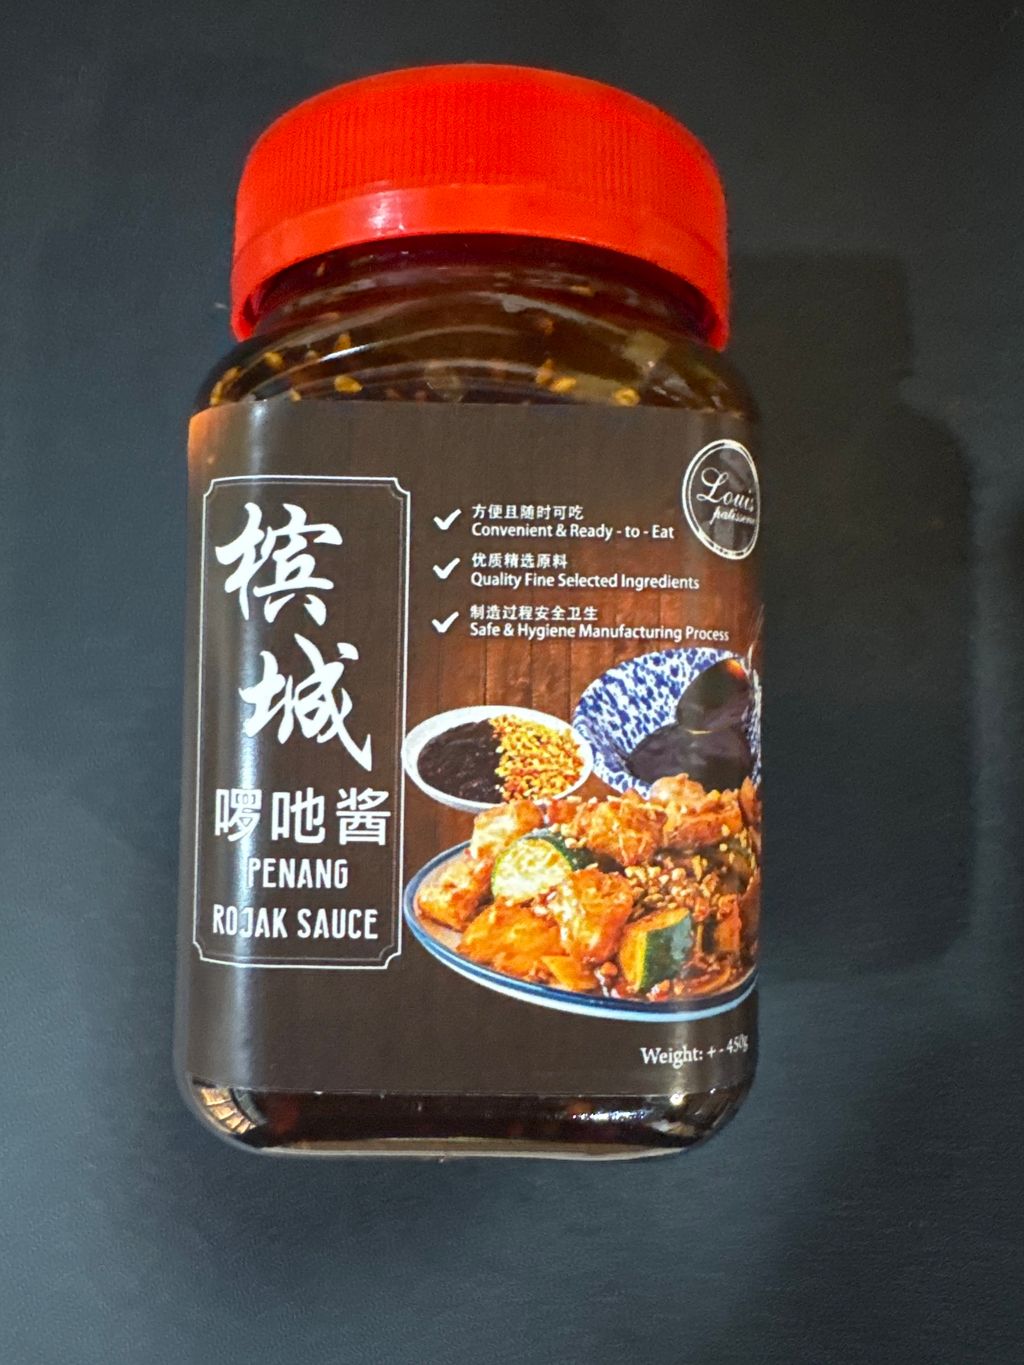 槟
城
啰吔酱
PENANG
ROJAK SAUCE
方便且随时可吃
Convenient & Ready - to - Eat
优质精选原料
Quality Fine Selected Ingredients
制造过程安全卫生
Safe & Hygiene Manufacturing Process
Louis
patisserie
Weight: + - 450g